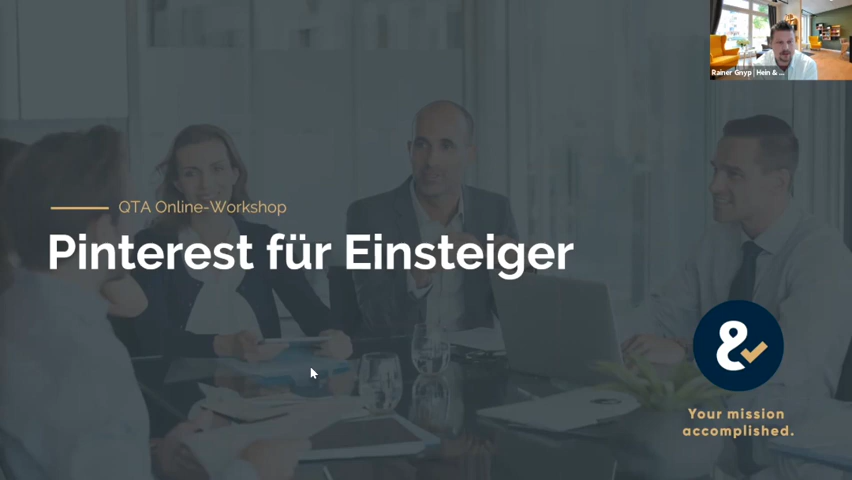 Rainer Gnyp | Hein & ...
QTA Online-Workshop
Pinterest für Einsteiger
&
Your mission
accomplished.